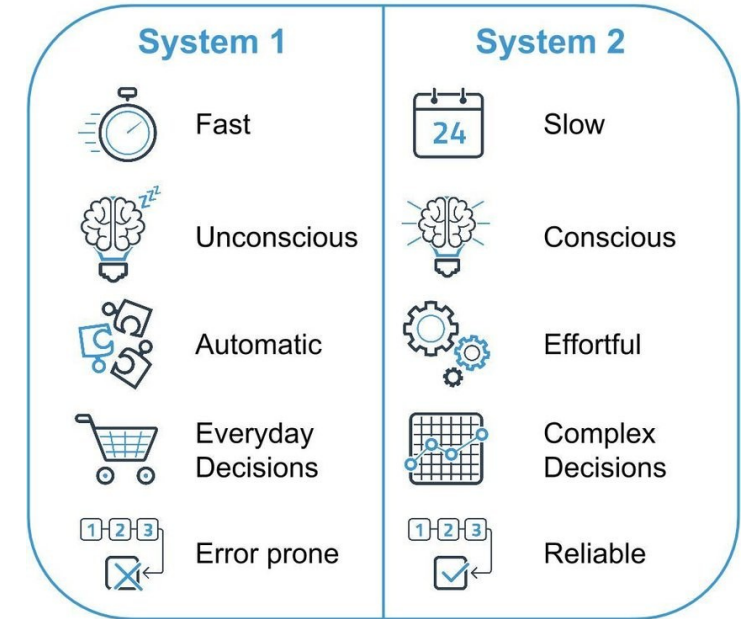 System 1
System 2
Fast
24
Slow
zzz
Unconscious
Conscious
Automatic
Effortful
Everyday
Decisions
Complex
Decisions
1 2 3
Error prone
1 2 3
Reliable